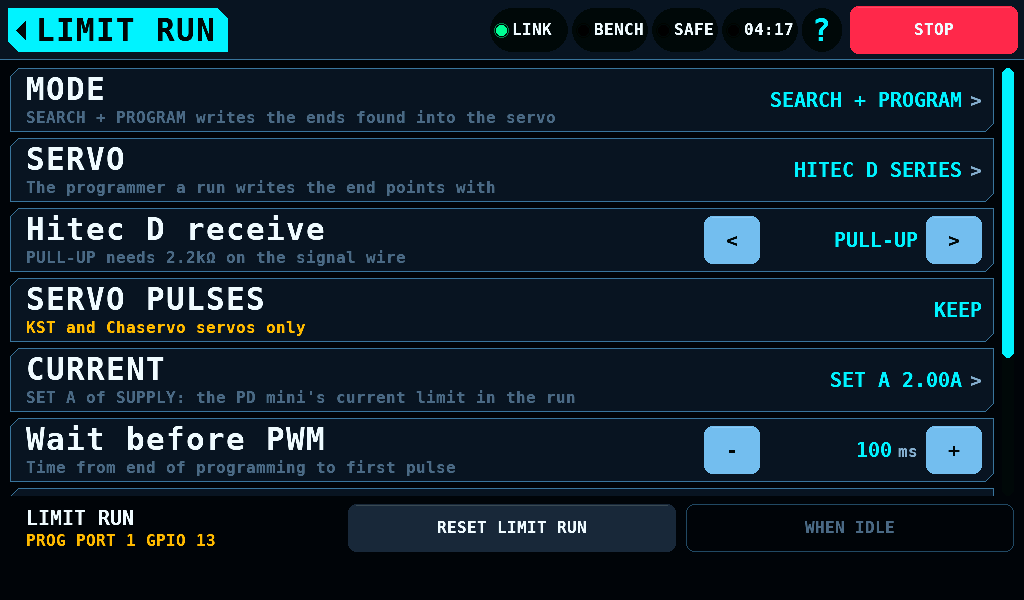 LIMIT RUN
LINK
BENCH
SAFE
04:17
?
STOP
MODE
SEARCH + PROGRAM writes the ends found into the servo
SEARCH + PROGRAM >
SERVO
The programmer a run writes the end points with
HITEC D SERIES >
Hitec D receive
PULL-UP needs 2.2kΩ on the signal wire
< PULL-UP >
SERVO PULSES
KST and Chaservo servos only
KEEP
CURRENT
SET A of SUPPLY: the PD mini's current limit in the run
SET A 2.00A >
Wait before PWM
Time from end of programming to first pulse
- 100 ms +
LIMIT RUN
PROG PORT 1 GPIO 13
RESET LIMIT RUN
WHEN IDLE